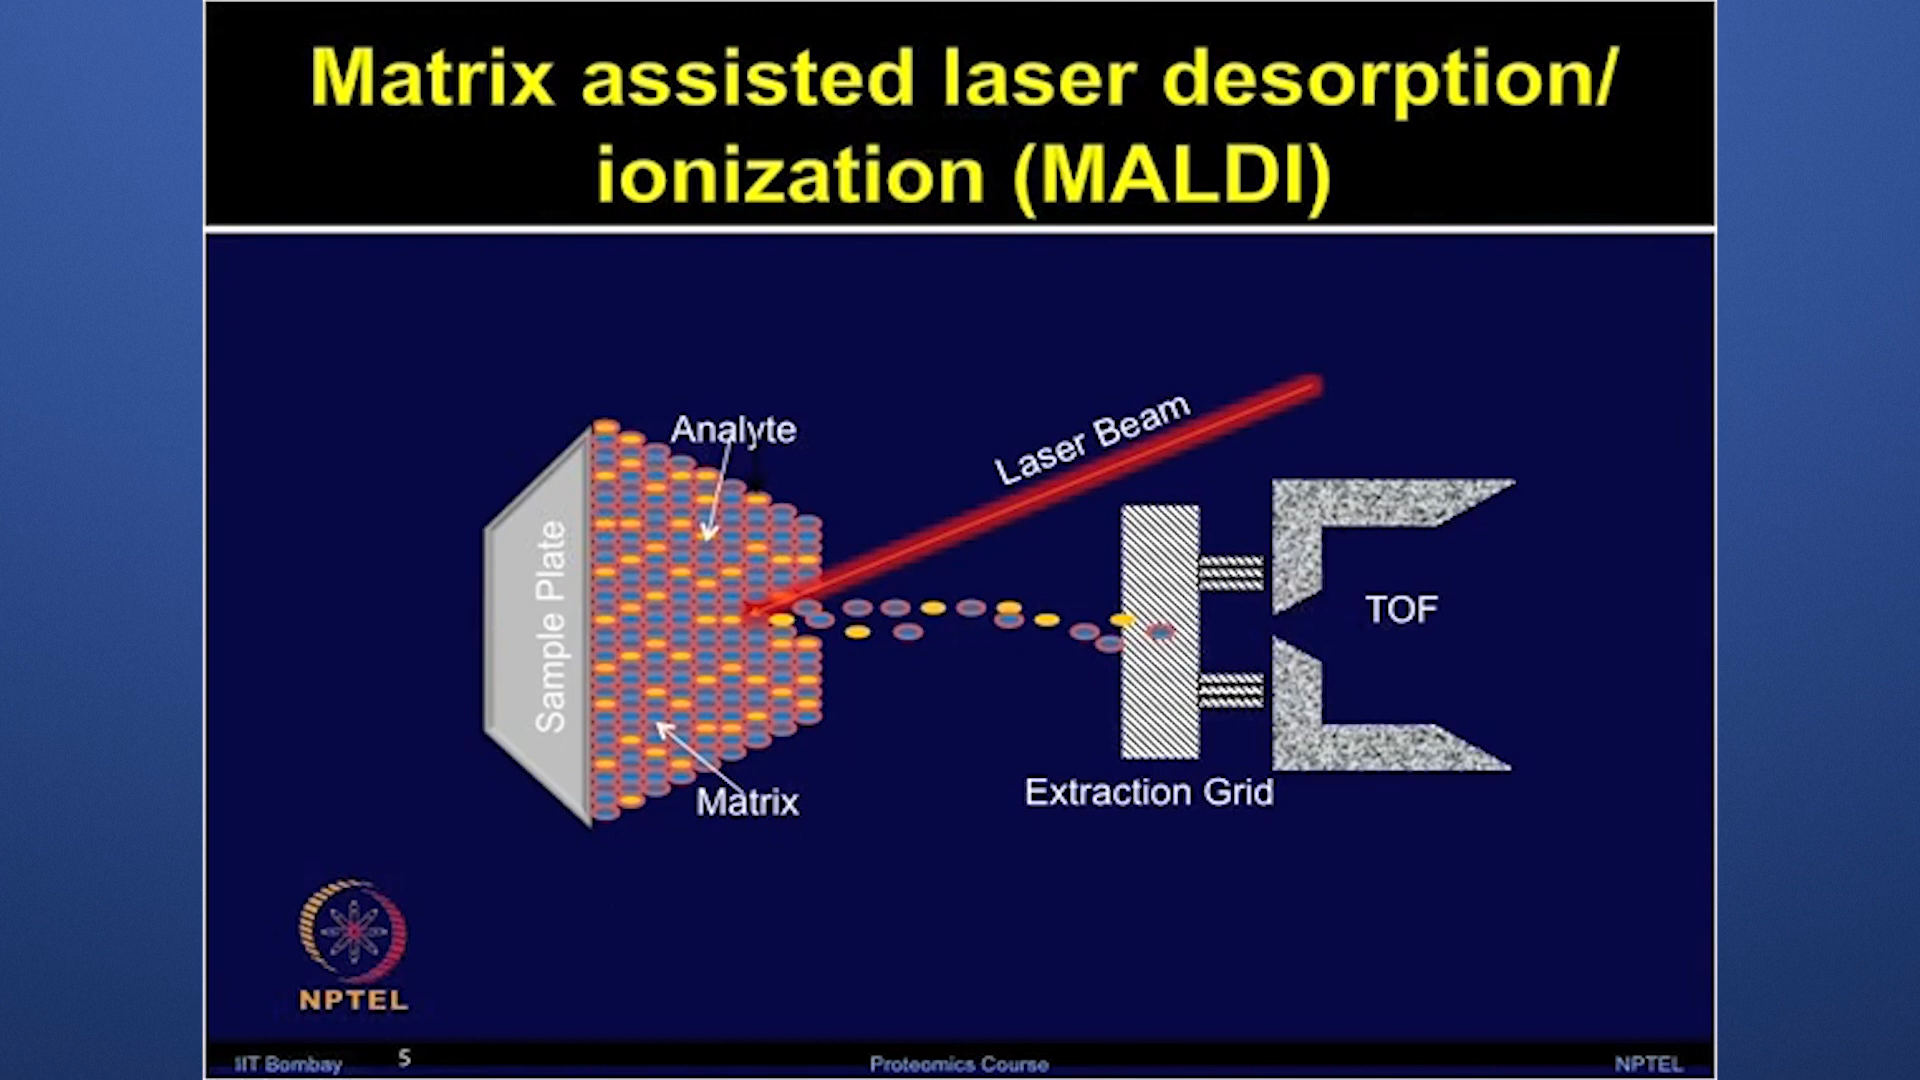 Matrix assisted laser desorption/
ionization (MALDI)
Analyte
Laser Beam
Sample Plate
TOF
Matrix
Extraction Grid
NPTEL
IIT Bombay
5
Proteomics Course
NPTEL